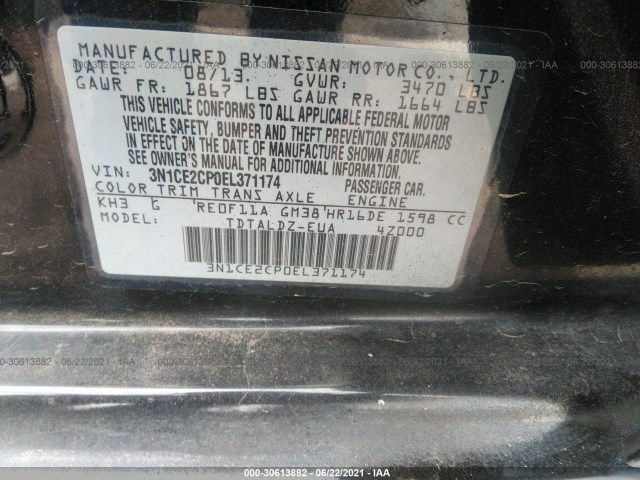 MANUFACTURED BY NISSAN MOTOR CO., LTD.
DATE: 08/13. GVWR: 3470 LBS
GAWR FR: 1867 LBS GAWR RR: 1664 LBS
THIS VEHICLE CONFORMS TO ALL APPLICABLE FEDERAL MOTOR
VEHICLE SAFETY, BUMPER AND THEFT PREVENTION STANDARDS
IN EFFECT ON THE DATE OF MANUFACTURE SHOWN ABOVE.
SEE OWNER'S MANUAL FOR ADDITIONAL INFORMATION.
VIN: 3N1CE2CP0EL371174 PASSENGER CAR.
COLOR TRIM TRANS AXLE ENGINE
KH3 G RE0F11A GM38 HR16DE 1598 CC
MODEL: TDTALDZ-EUA 4Z000
3N1CE2CP0EL371174
000-30613882 - 06/22/2021 - IAA